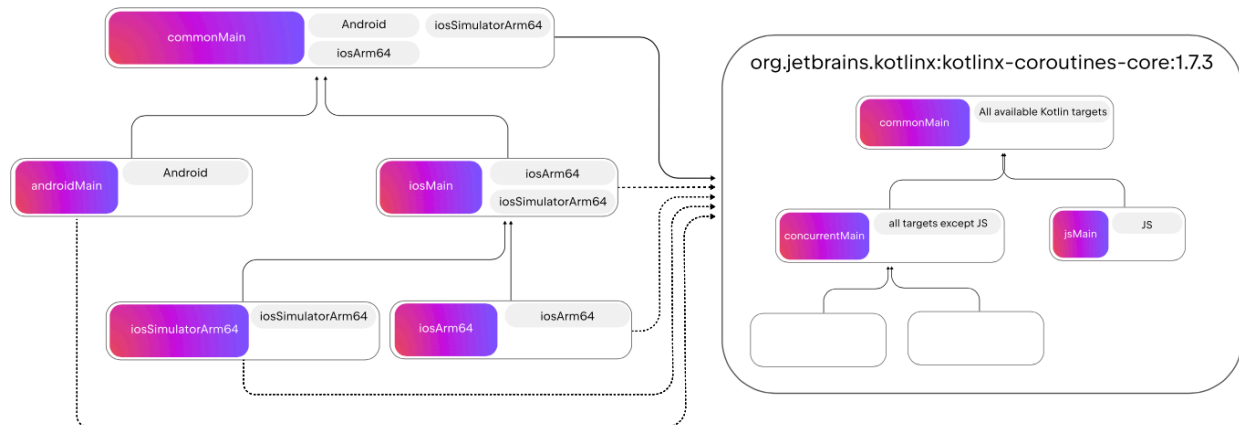 commonMain
Android
iosSimulatorArm64
iosArm64
org.jetbrains.kotlinx:kotlinx-coroutines-core:1.7.3
commonMain
All available Kotlin targets
androidMain
Android
iosMain
iosArm64
iosSimulatorArm64
concurrentMain
all targets except JS
jsMain
JS
iosSimulatorArm64
iosSimulatorArm64
iosArm64
iosArm64